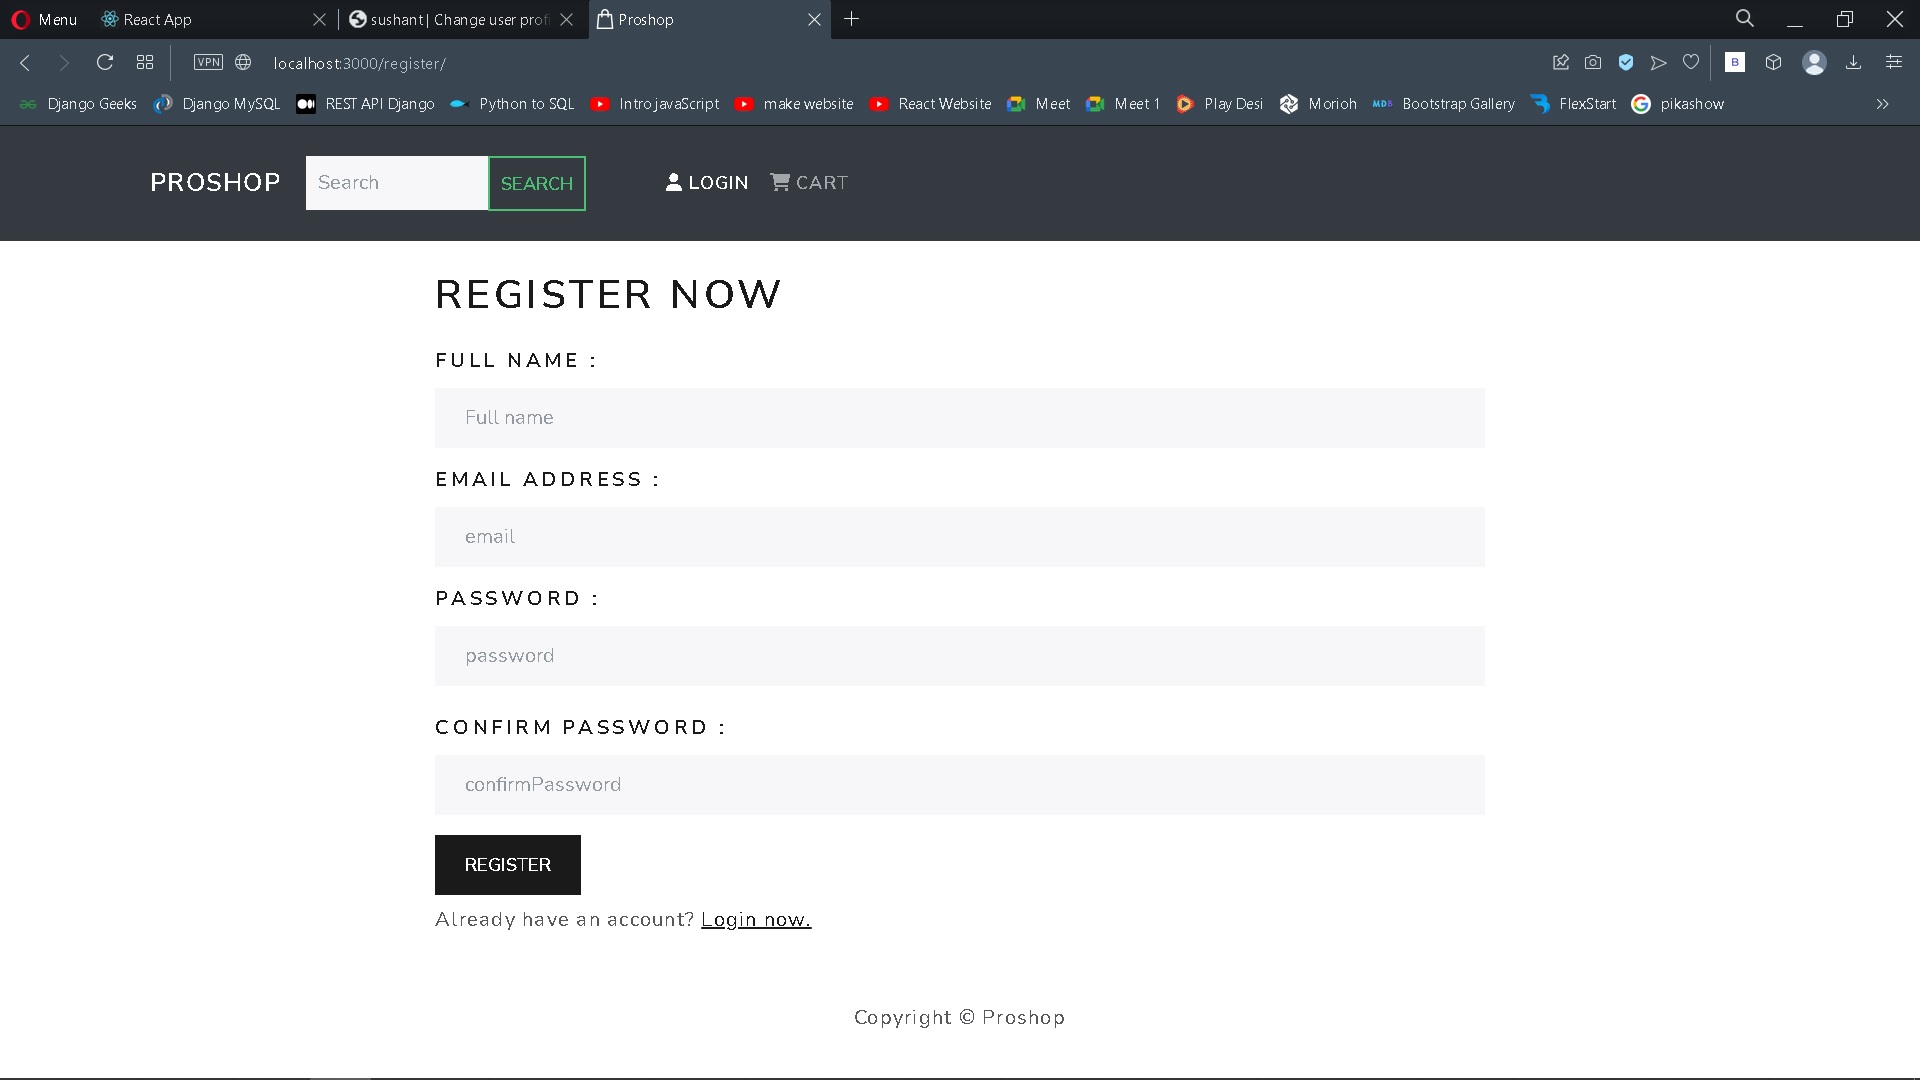 Menu
React App
sushant | Change user prof
Proshop
VPN
localhost:3000/register/
B
Django Geeks
Django MySQL
REST API Django
Python to SQL
Intro javaScript
make website
React Website
Meet
Meet 1
Play Desi
Morioh
MDB
Bootstrap Gallery
FlexStart
pikashow
PROSHOP
Search
SEARCH
LOGIN
CART
REGISTER NOW
FULL NAME :
Full name
EMAIL ADDRESS :
email
PASSWORD :
password
CONFIRM PASSWORD :
confirmPassword
REGISTER
Already have an account? Login now.
Copyright © Proshop